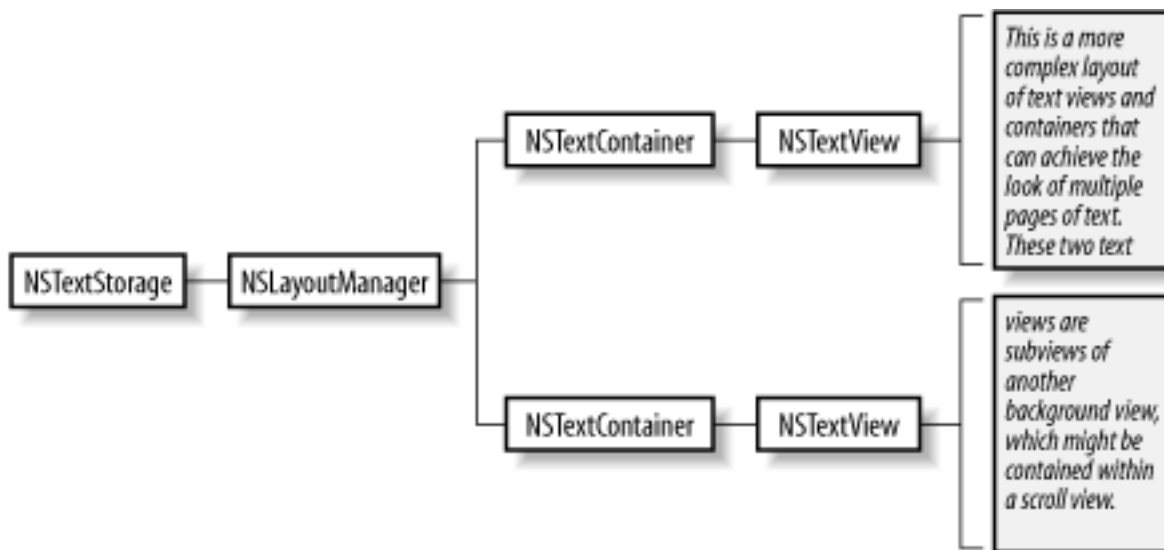 This is a more
complex layout
of text views and
containers that
can achieve the
look of multiple
pages of text.
These two text
NSTextContainer
NSTextView
NSTextStorage
NSLayoutManager
views are
subviews of
another
background view,
which might be
contained within
a scroll view.
NSTextContainer
NSTextView